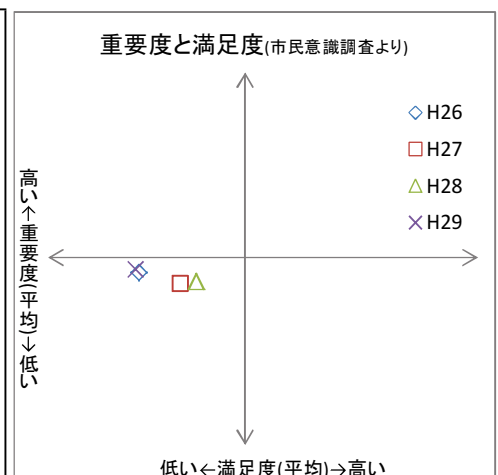 重要度と満足度(市民意識調査より)
H26
H27
H28
H29
高い↑重要度(平均)↓低い
低い←満足度(平均)→高い